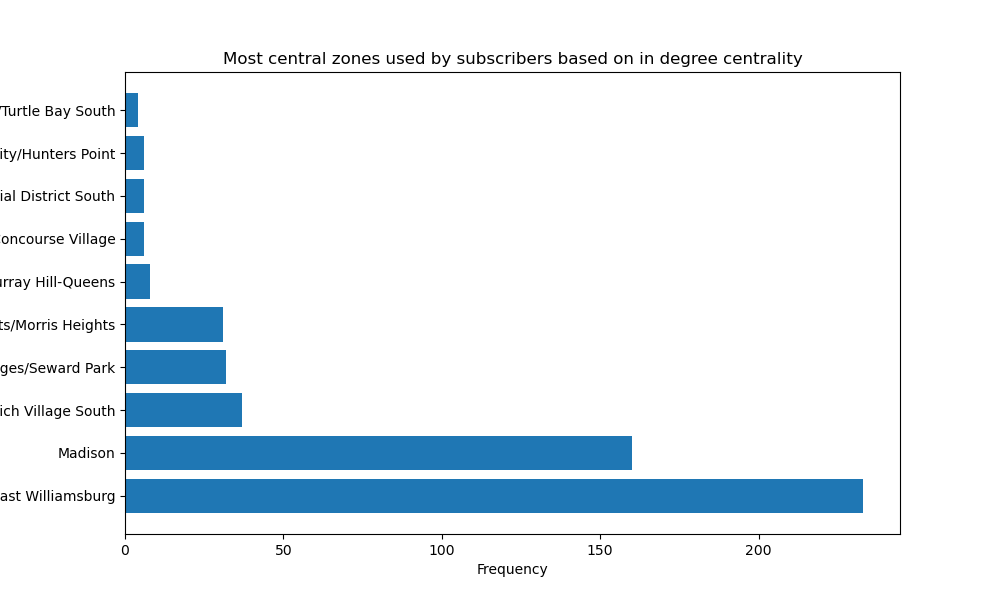 Most central zones used by subscribers based on in degree centrality
/Turtle Bay South
ity/Hunters Point
ial District South
Concourse Village
urray Hill-Queens
ts/Morris Heights
ges/Seward Park
ich Village South
Madison
ast Williamsburg
0 50 100 150 200
Frequency